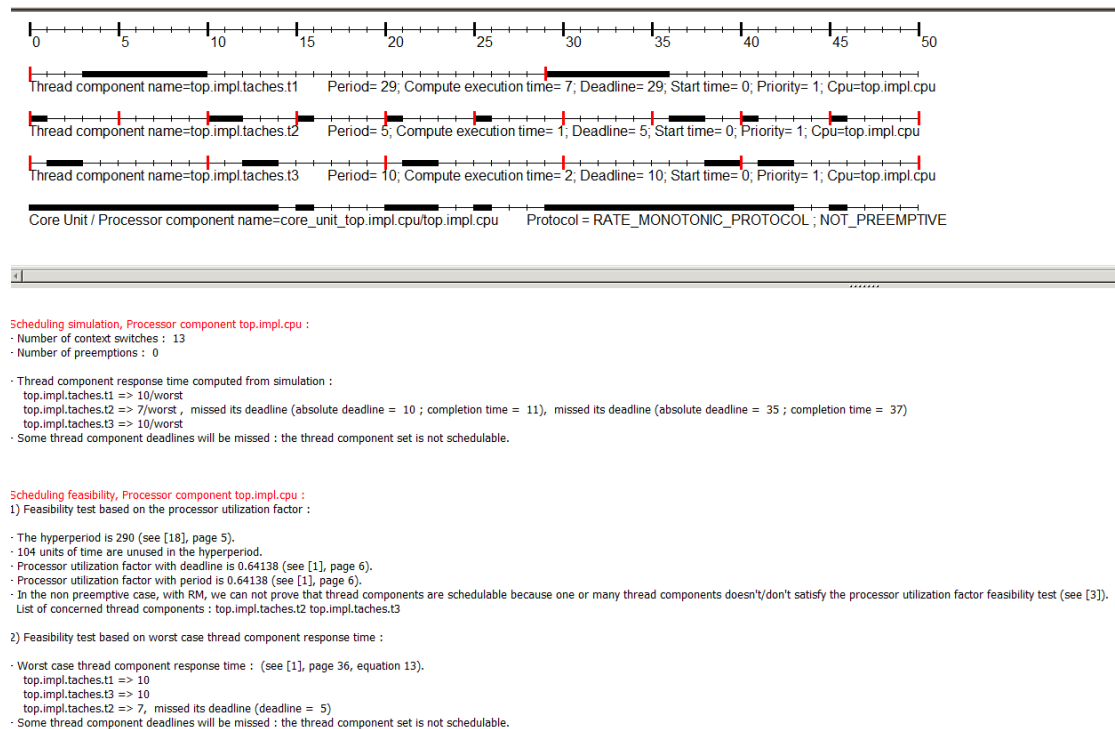 0 5 10 15 20 25 30 35 40 45 50
Thread component name=top.impl.taches.t1 Period= 29; Compute execution time= 7; Deadline= 29; Start time= 0; Priority= 1; Cpu=top.impl.cpu
Thread component name=top.impl.taches.t2 Period= 5; Compute execution time= 1; Deadline= 5; Start time= 0; Priority= 1; Cpu=top.impl.cpu
Thread component name=top.impl.taches.t3 Period= 10; Compute execution time= 2; Deadline= 10; Start time= 0; Priority= 1; Cpu=top.impl.cpu
Core Unit / Processor component name=core_unit_top.impl.cpu/top.impl.cpu Protocol = RATE_MONOTONIC_PROTOCOL ; NOT_PREEMPTIVE
Scheduling simulation, Processor component top.impl.cpu :
- Number of context switches : 13
- Number of preemptions : 0
- Thread component response time computed from simulation :
top.impl.taches.t1 => 10/worst
top.impl.taches.t2 => 7/worst , missed its deadline (absolute deadline = 10 ; completion time = 11), missed its deadline (absolute deadline = 35 ; completion time = 37)
top.impl.taches.t3 => 10/worst
- Some thread component deadlines will be missed : the thread component set is not schedulable.
Scheduling feasibility, Processor component top.impl.cpu :
1) Feasibility test based on the processor utilization factor :
- The hyperperiod is 290 (see [18], page 5).
- 104 units of time are unused in the hyperperiod.
- Processor utilization factor with deadline is 0.64138 (see [1], page 6).
- Processor utilization factor with period is 0.64138 (see [1], page 6).
- In the non preemptive case, with RM, we can not prove that thread components are schedulable because one or many thread components doesn't/don't satisfy the processor utilization factor feasibility test (see [3]).
List of concerned thread components : top.impl.taches.t2 top.impl.taches.t3
2) Feasibility test based on worst case thread component response time :
- Worst case thread component response time : (see [1], page 36, equation 13).
top.impl.taches.t1 => 10
top.impl.taches.t3 => 10
top.impl.taches.t2 => 7, missed its deadline (deadline = 5)
- Some thread component deadlines will be missed : the thread component set is not schedulable.